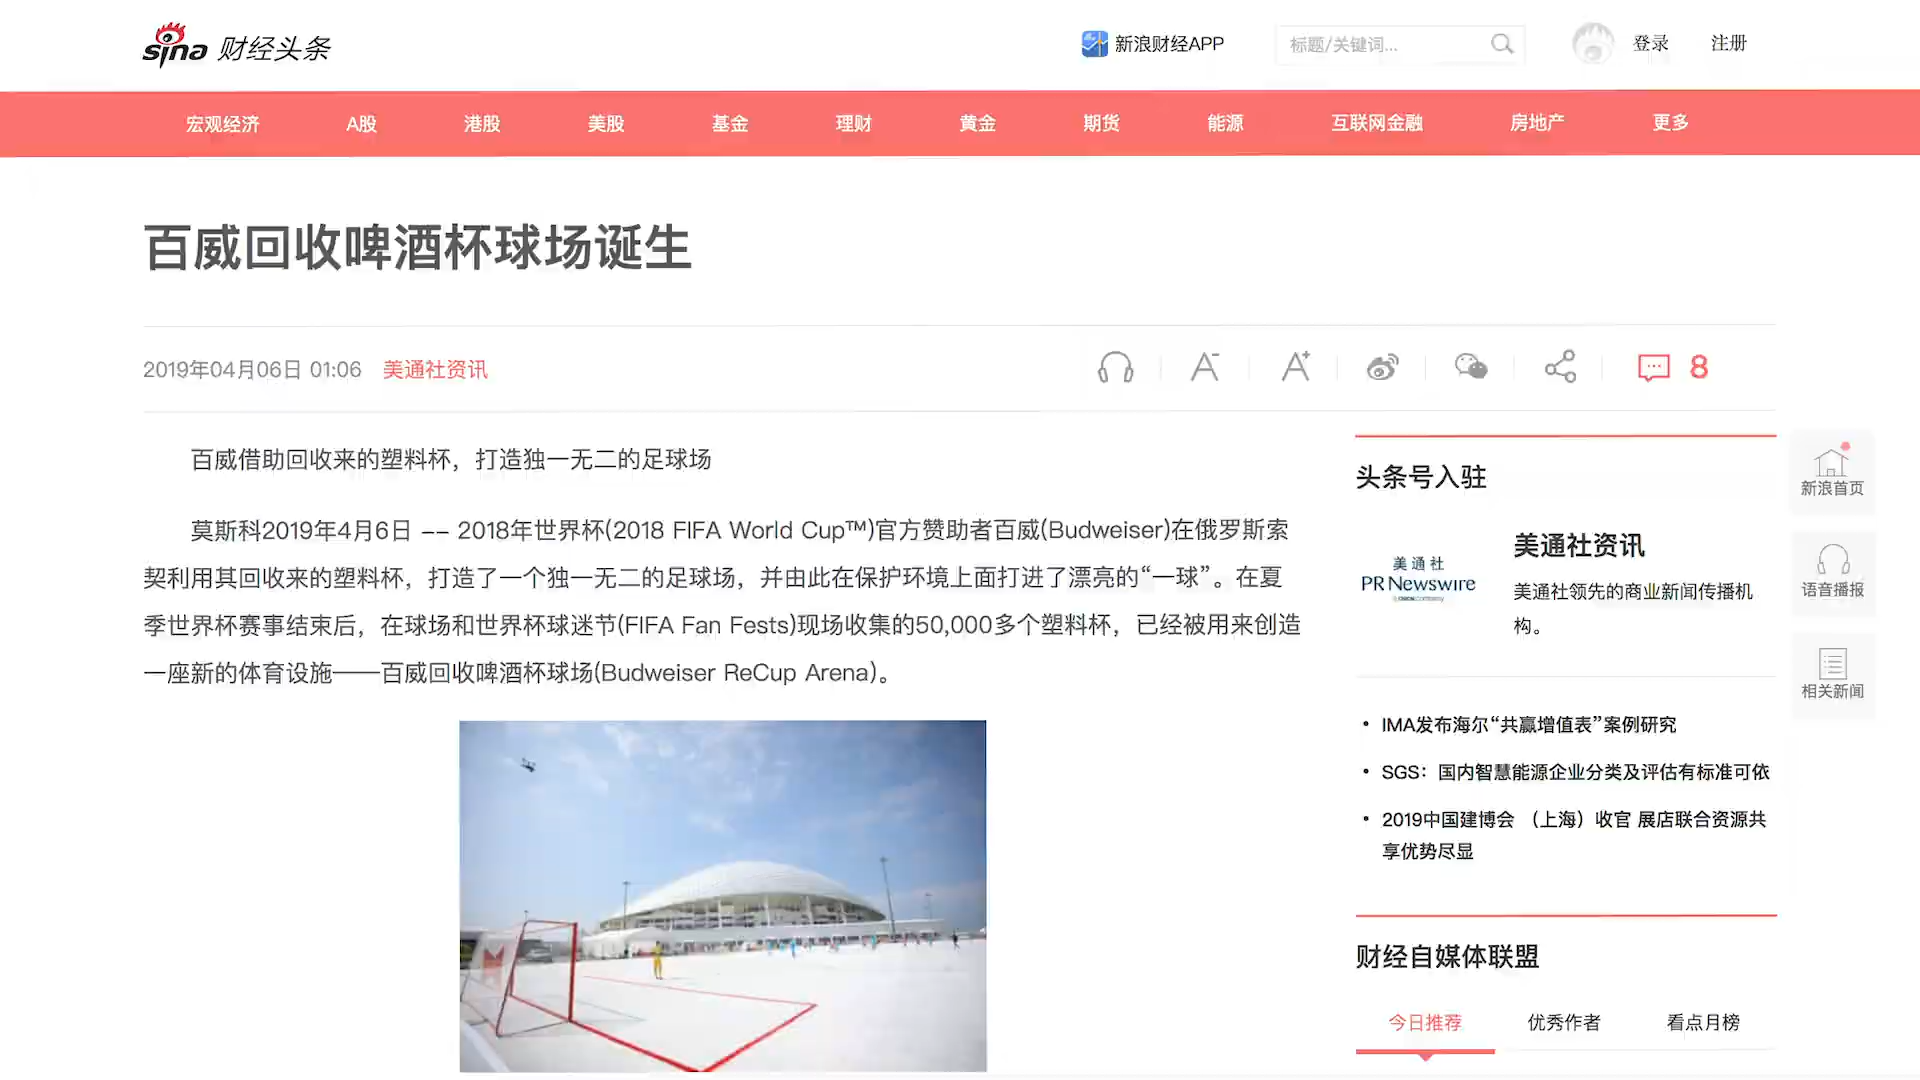 sina 财经头条
新浪财经APP
标题/关键词...
登录
注册
宏观经济 A股 港股 美股 基金 理财 黄金 期货 能源 互联网金融 房地产 更多
百威回收啤酒杯球场诞生
2019年04月06日 01:06 美通社资讯
A- A+ 8
百威借助回收来的塑料杯，打造独一无二的足球场
莫斯科2019年4月6日 -- 2018年世界杯(2018 FIFA World Cup™)官方赞助者百威(Budweiser)在俄罗斯索
契利用其回收来的塑料杯，打造了一个独一无二的足球场，并由此在保护环境上面打进了漂亮的“一球”。在夏
季世界杯赛事结束后，在球场和世界杯球迷节(FIFA Fan Fests)现场收集的50,000多个塑料杯，已经被用来创造
一座新的体育设施——百威回收啤酒杯球场(Budweiser ReCup Arena)。
头条号入驻
美通社
PR Newswire
美通社资讯
美通社领先的商业新闻传播机
构。
• IMA发布海尔“共赢增值表”案例研究
• SGS：国内智慧能源企业分类及评估有标准可依
• 2019中国建博会（上海）收官 展店联合资源共
享优势尽显
财经自媒体联盟
今日推荐 优秀作者 看点月榜
新浪首页
语音播报
相关新闻